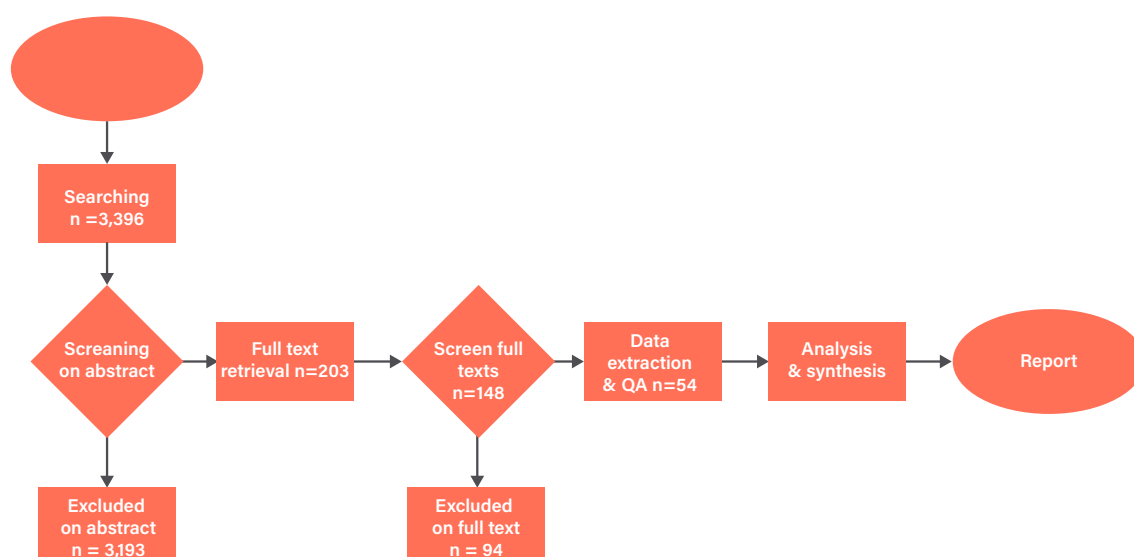 Searching
n =3,396
Screaning
on abstract
Full text
retrieval n=203
Screen full
texts
n=148
Data
extraction
& QA n=54
Analysis
& synthesis
Report
Excluded
on abstract
n = 3,193
Excluded
on full text
n = 94